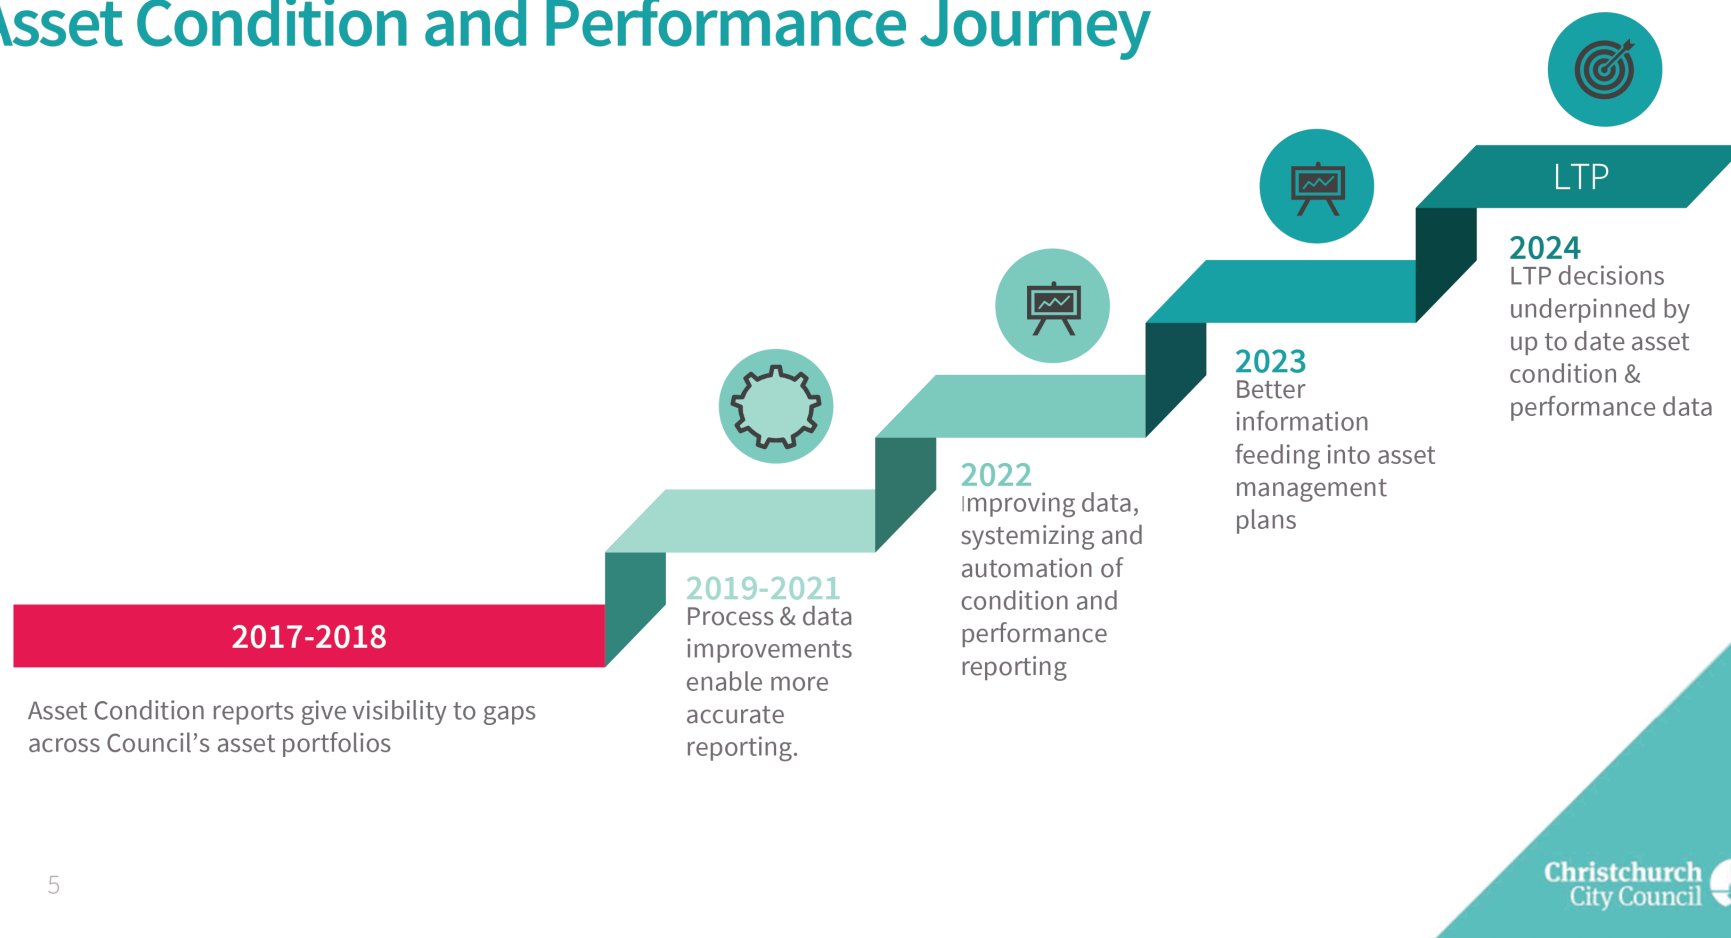 Asset Condition and Performance Journey
LTP
2024
LTP decisions
underpinned by
up to date asset
condition &
performance data
2023
Better
information
feeding into asset
management
plans
2022
Improving data,
systemizing and
automation of
condition and
performance
reporting
2019-2021
Process & data
improvements
enable more
accurate
reporting.
2017-2018
Asset Condition reports give visibility to gaps
across Council’s asset portfolios
5
Christchurch
City Council